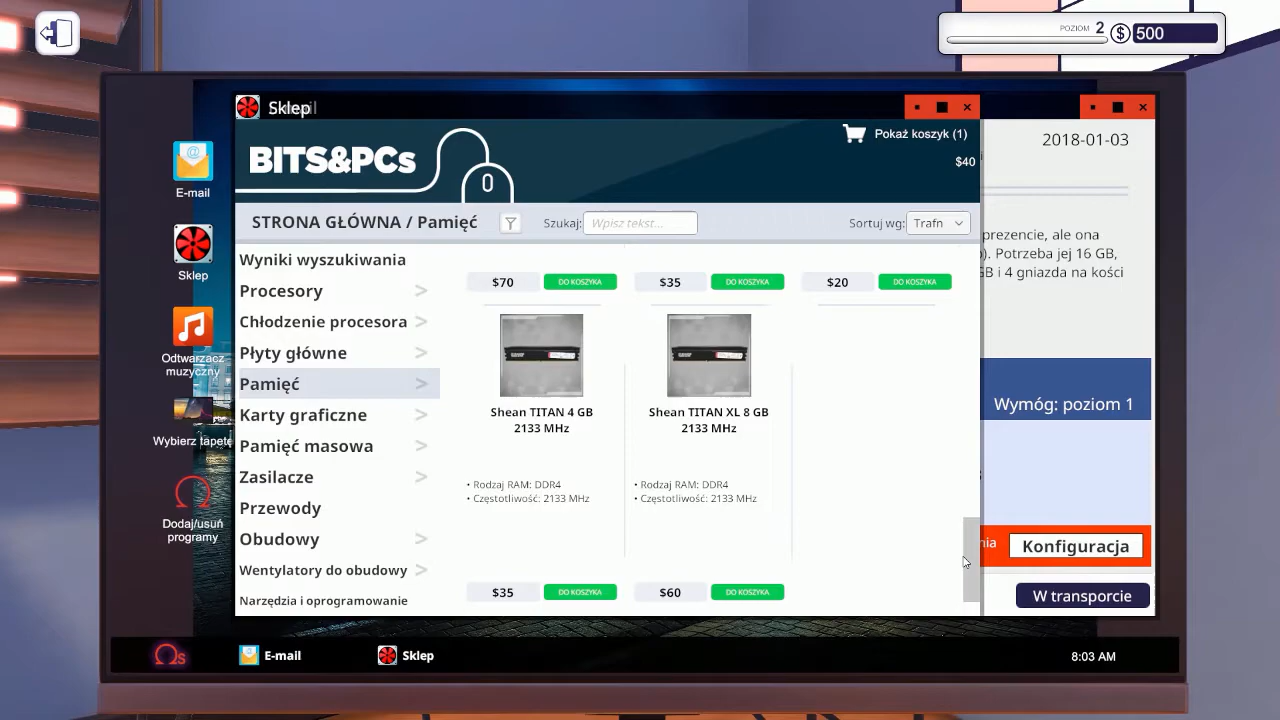 POZIOM 2 $ 500
Sklep
BITS&PCs
Pokaż koszyk (1)
$40
2018-01-03
STRONA GŁÓWNA / Pamięć
Szukaj: Wpisz tekst...
Sortuj wg: Trafn
E-mail
Sklep
Odtwarzacz
muzyczny
Wybierz tapetę
Dodaj/usuń
programy
Wyniki wyszukiwania
Procesory >
Chłodzenie procesora >
Płyty główne >
Pamięć >
Karty graficzne >
Pamięć masowa >
Zasilacze >
Przewody
Obudowy >
Wentylatory do obudowy >
Narzędzia i oprogramowanie
$70 DO KOSZYKA
$35 DO KOSZYKA
$20 DO KOSZYKA
Shean TITAN 4 GB
2133 MHz
• Rodzaj RAM: DDR4
• Częstotliwość: 2133 MHz
$35 DO KOSZYKA
Shean TITAN XL 8 GB
2133 MHz
• Rodzaj RAM: DDR4
• Częstotliwość: 2133 MHz
$60 DO KOSZYKA
prezencie, ale ona
). Potrzeba jej 16 GB,
GB i 4 gniazda na kości
Wymóg: poziom 1
Konfiguracja
W transporcie
Ωs E-mail Sklep 8:03 AM